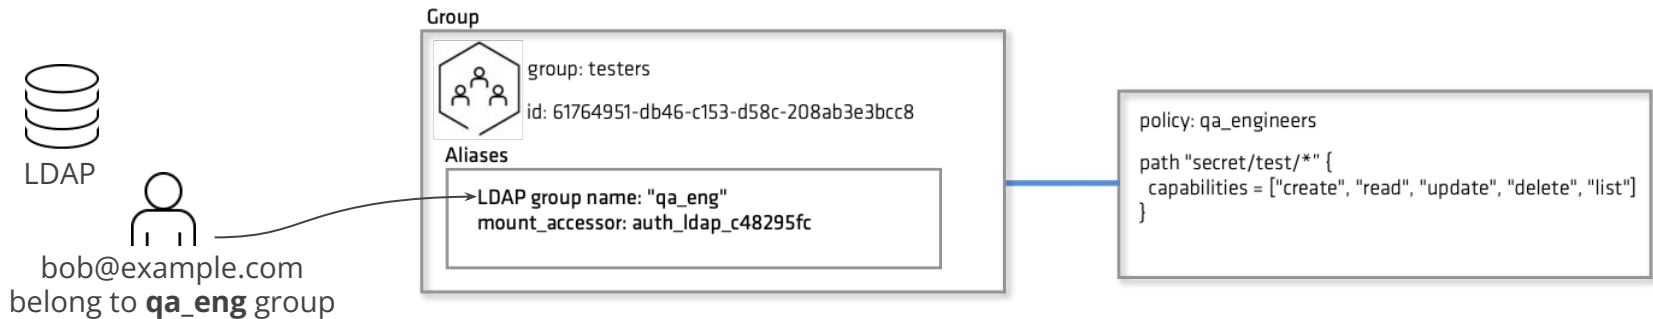 Group
group: testers
id: 61764951-db46-c153-d58c-208ab3e3bcc8
LDAP
Aliases
LDAP group name: "qa_eng"
mount_accessor: auth_ldap_c48295fc
bob@example.com
belong to qa_eng group
policy: qa_engineers
path "secret/test/*" {
capabilities = ["create", "read", "update", "delete", "list"]
}